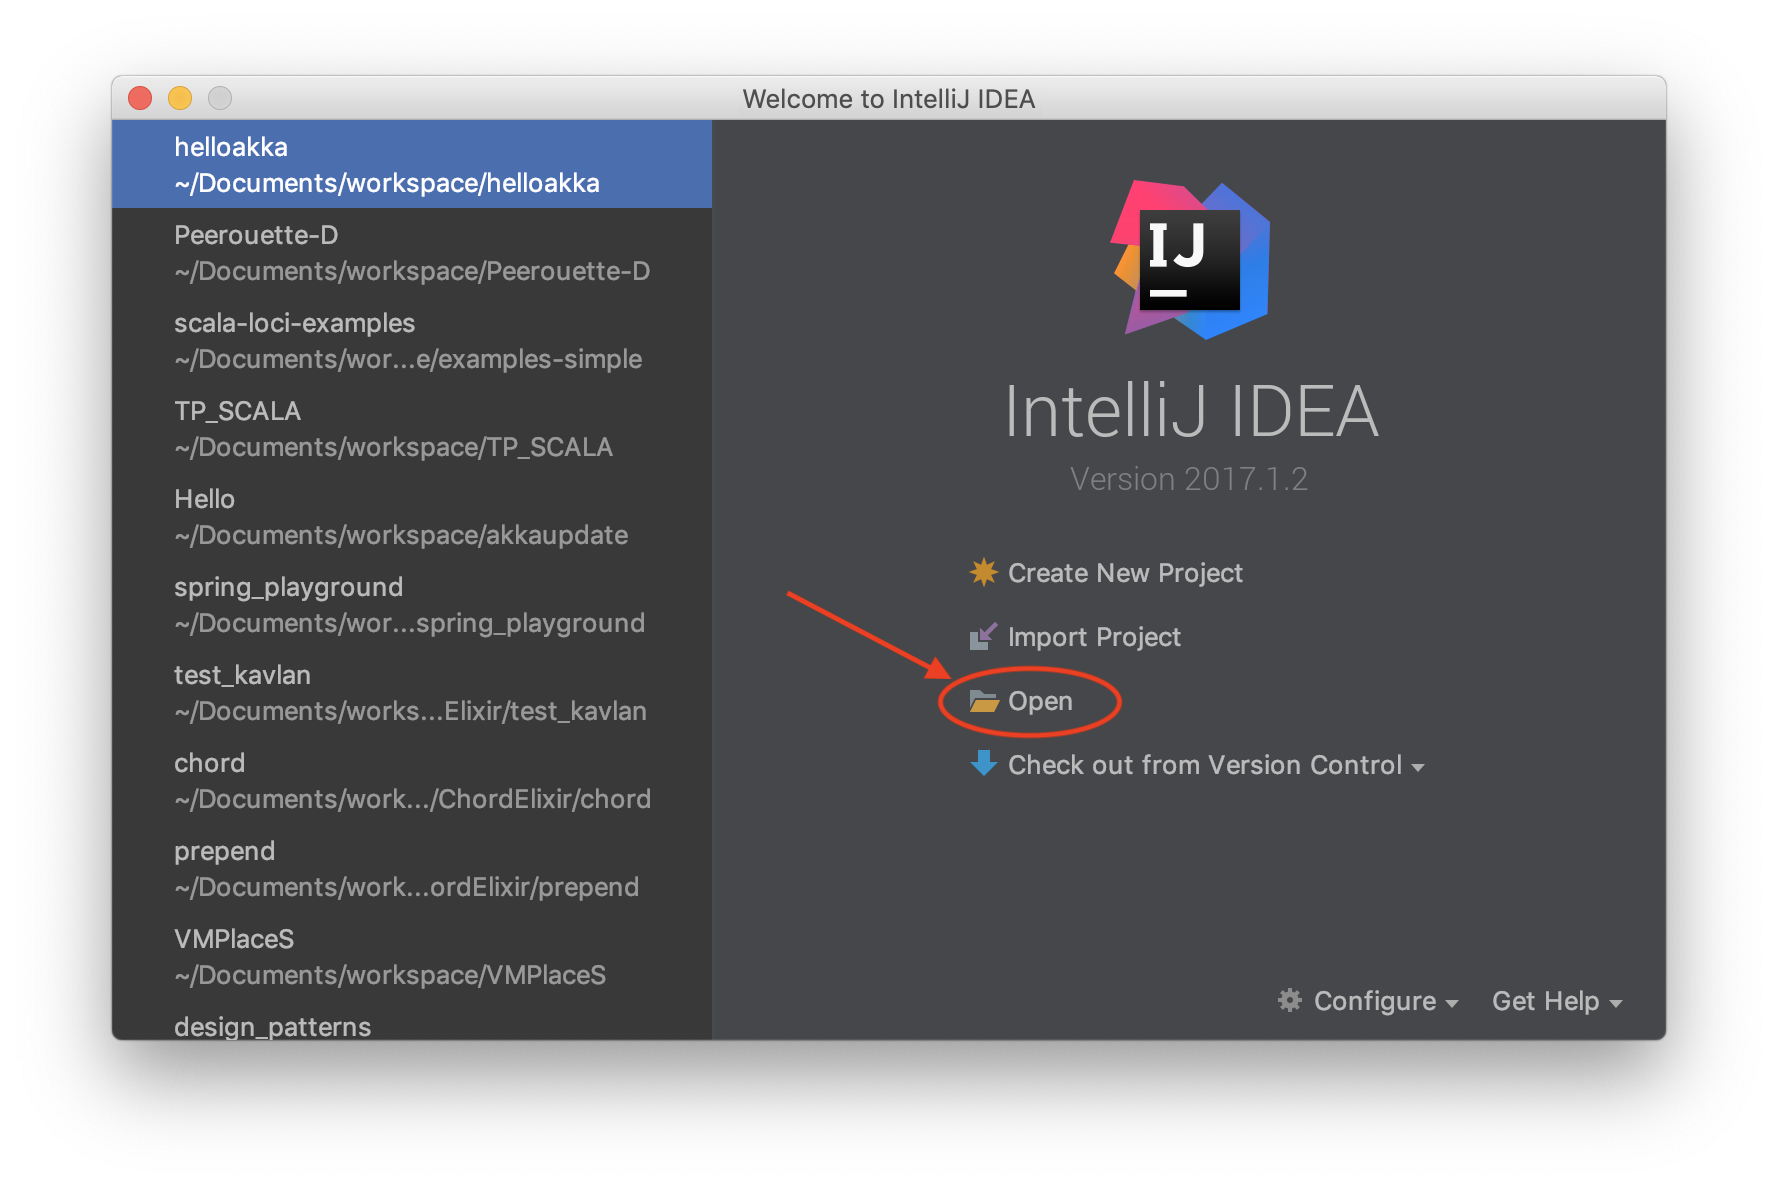 Welcome to IntelliJ IDEA
helloakka
~/Documents/workspace/helloakka
Peerouette-D
~/Documents/workspace/Peerouette-D
scala-loci-examples
~/Documents/wor...e/examples-simple
TP_SCALA
~/Documents/workspace/TP_SCALA
Hello
~/Documents/workspace/akkaupdate
spring_playground
~/Documents/wor...spring_playground
test_kavlan
~/Documents/works...Elixir/test_kavlan
chord
~/Documents/work.../ChordElixir/chord
prepend
~/Documents/work...ordElixir/prepend
VMPlaceS
~/Documents/workspace/VMPlaceS
design_patterns
IJ
IntelliJ IDEA
Version 2017.1.2
Create New Project
Import Project
Open
Check out from Version Control
Configure
Get Help